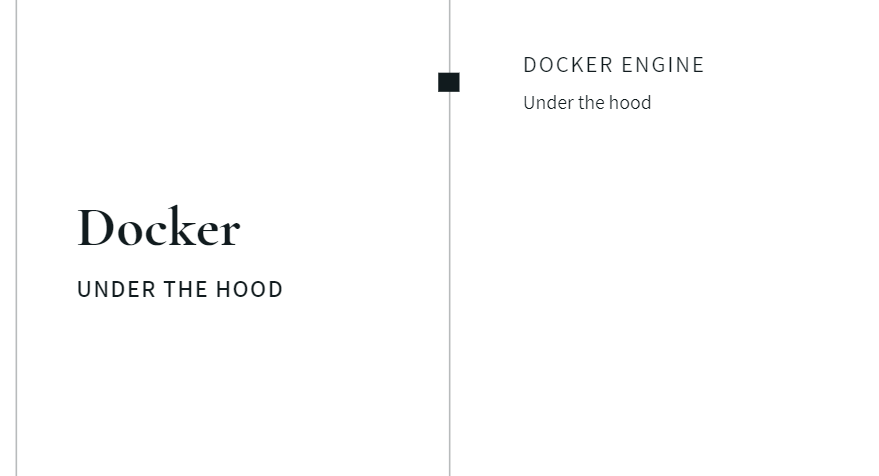 Docker
UNDER THE HOOD
DOCKER ENGINE
Under the hood